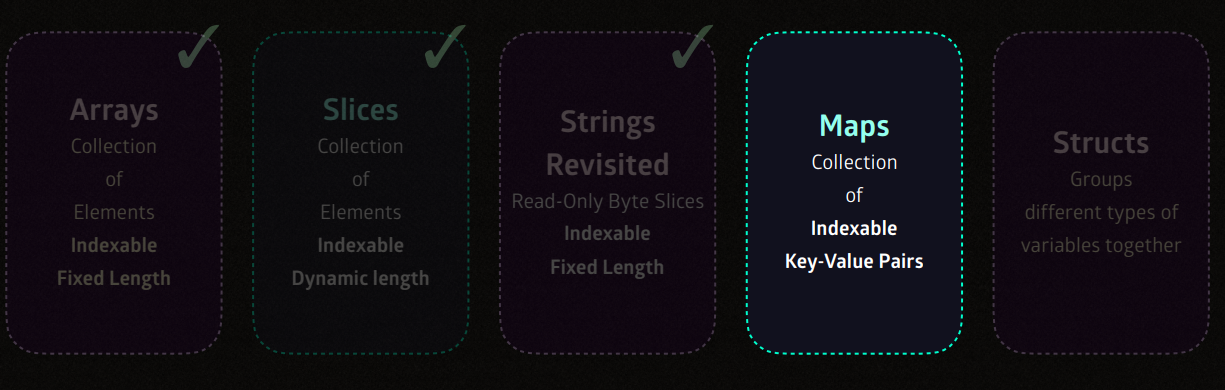 Arrays
Collection
of
Elements
Indexable
Fixed Length
Slices
Collection
of
Elements
Indexable
Dynamic length
Strings
Revisited
Read-Only Byte Slices
Indexable
Fixed Length
Maps
Collection
of
Indexable
Key-Value Pairs
Structs
Groups
different types of
variables together